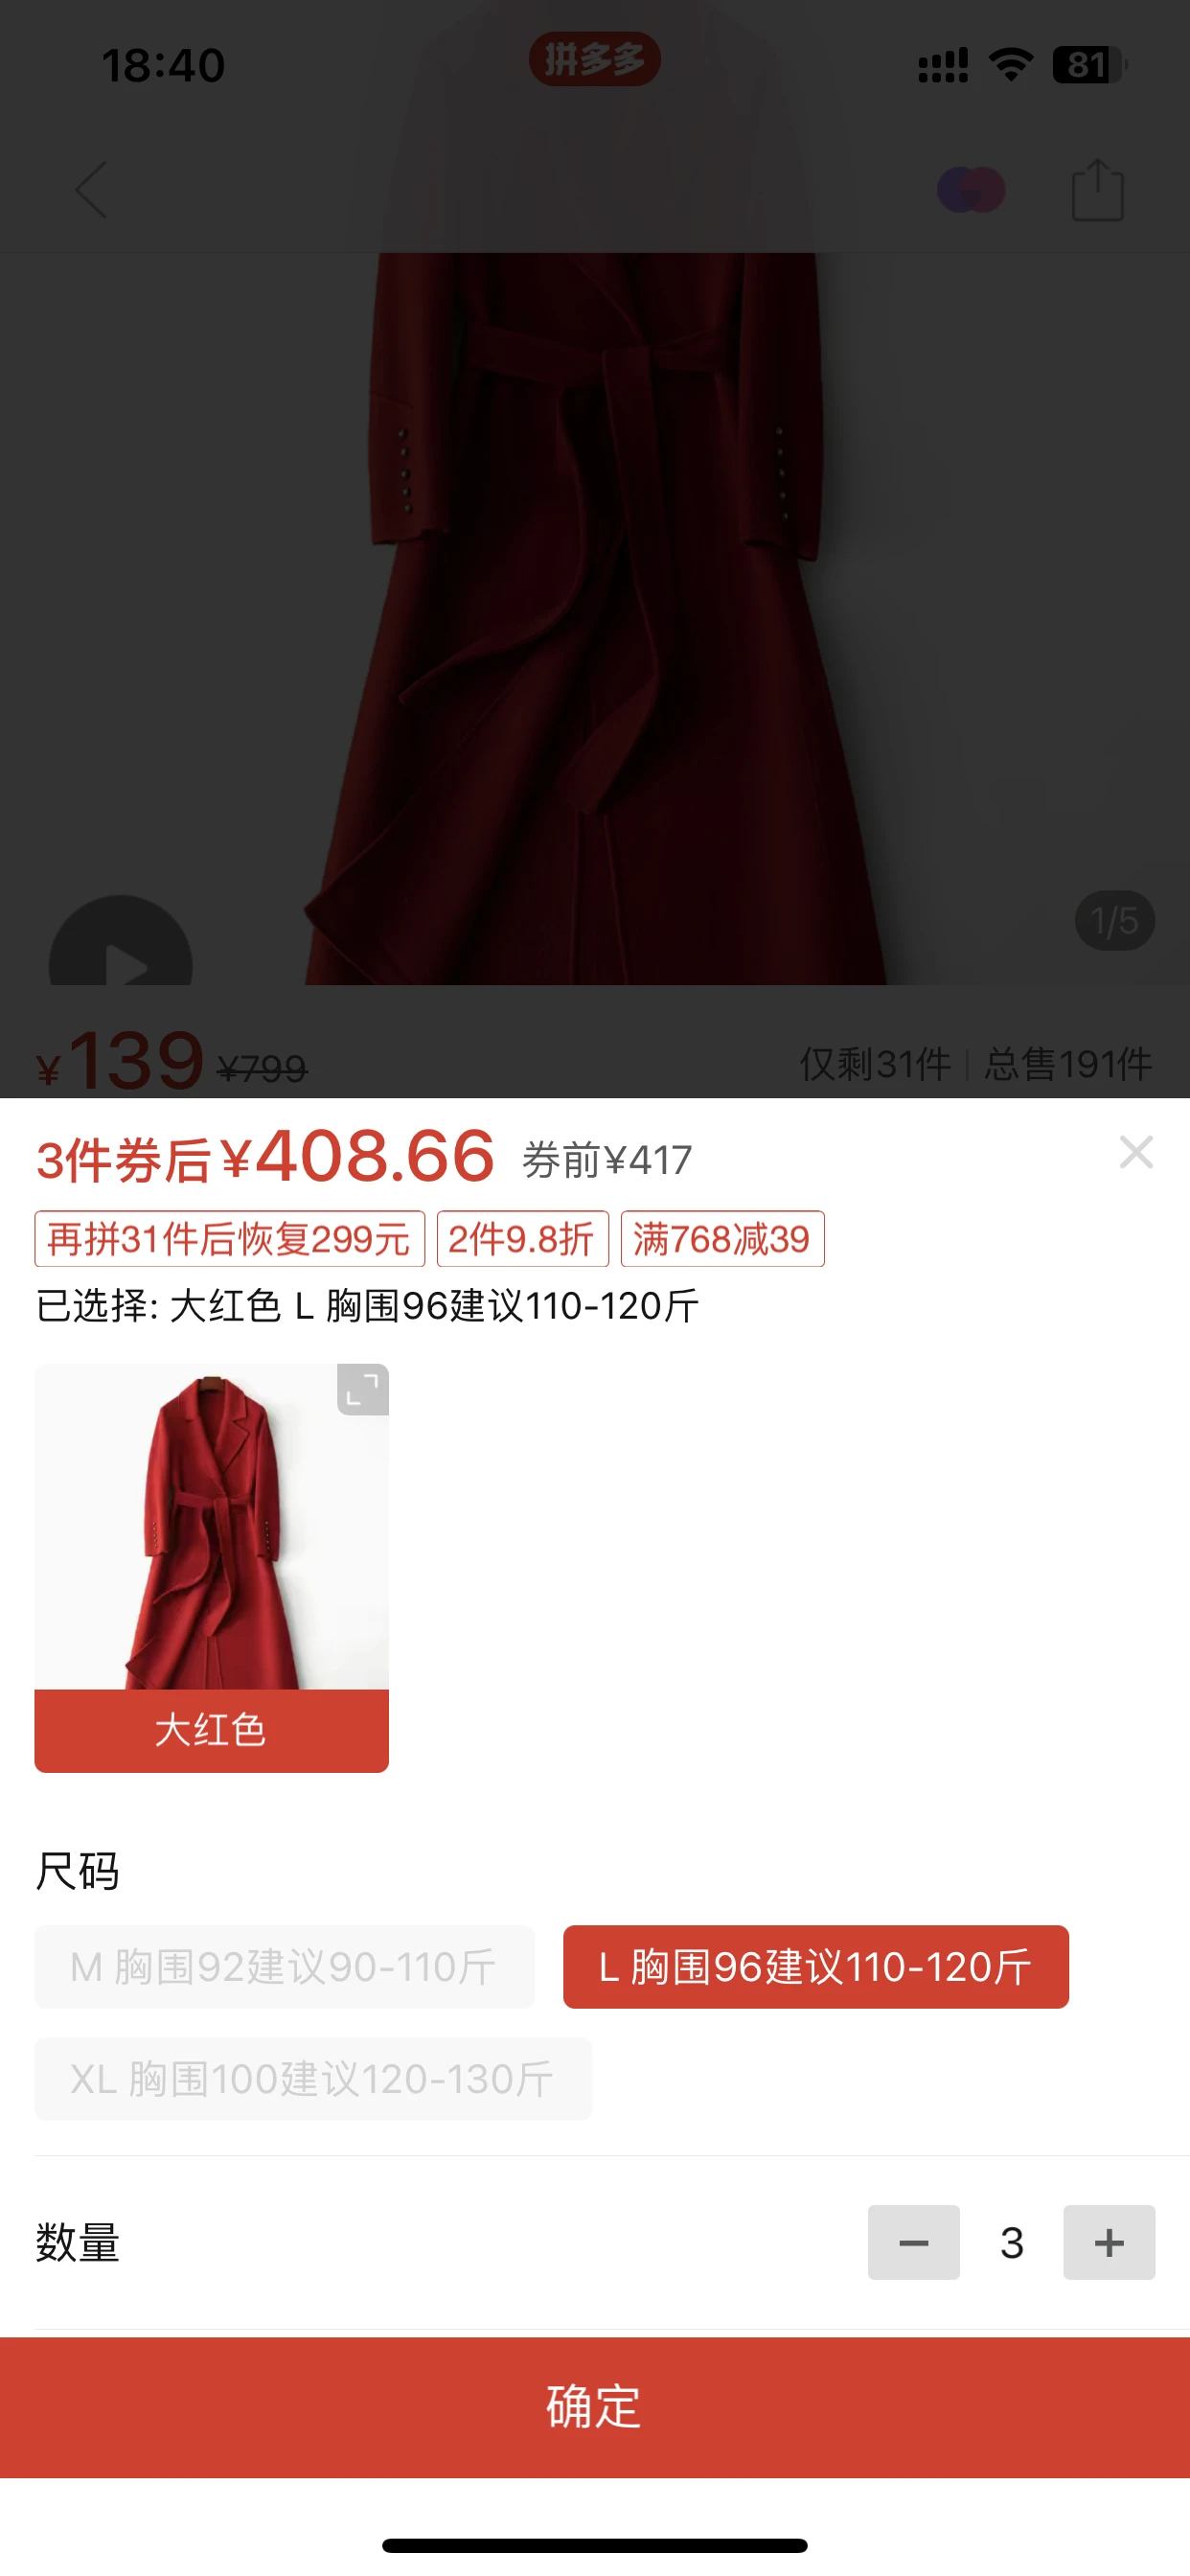 18:40
拼多多
81
1/5
¥139 ¥799
仅剩31件 | 总售191件
3件券后¥408.66 券前¥417
再拼31件后恢复299元 2件9.8折 满768减39
已选择: 大红色 L 胸围96建议110-120斤
大红色
尺码
M 胸围92建议90-110斤 L 胸围96建议110-120斤
XL 胸围100建议120-130斤
数量 － 3 +
确定